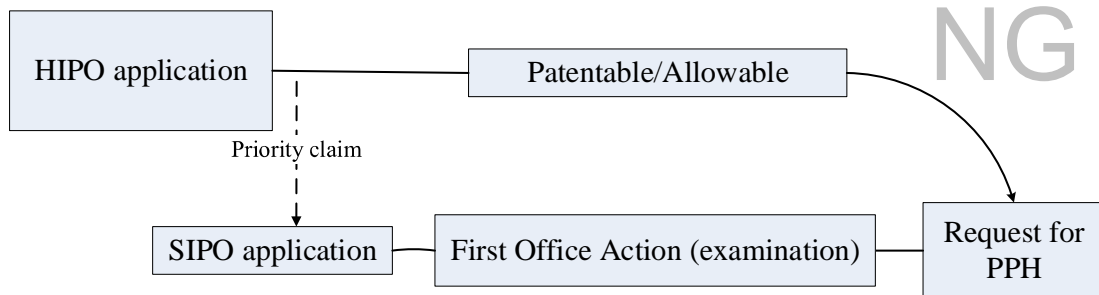 NG
HIPO application
Patentable/Allowable
Priority claim
SIPO application
First Office Action (examination)
Request for
PPH